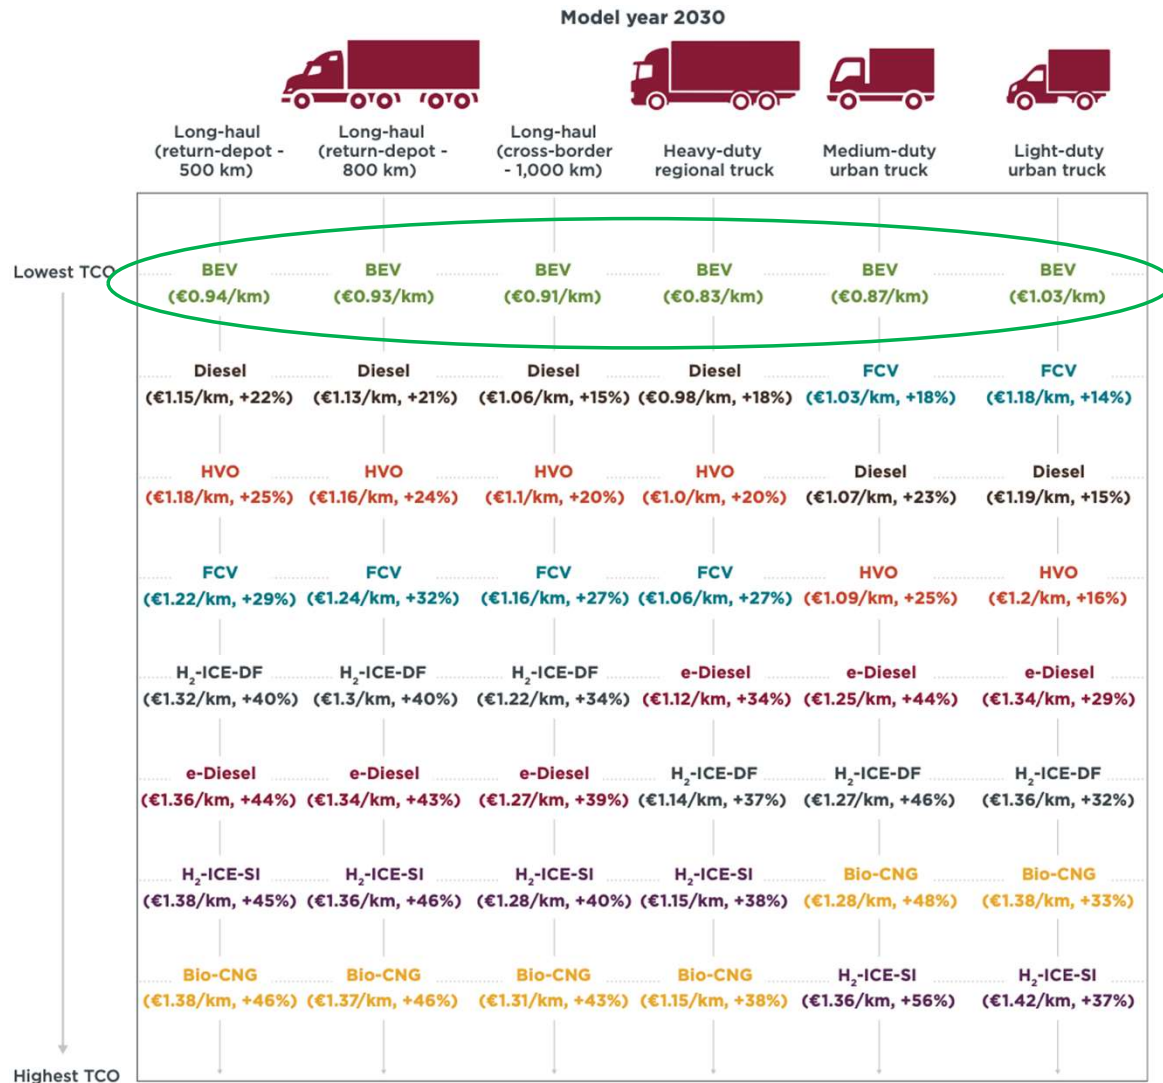 Model year 2030
Long-haul
(return-depot -
500 km)
Long-haul
(return-depot -
800 km)
Long-haul
(cross-border
- 1,000 km)
Heavy-duty
regional truck
Medium-duty
urban truck
Light-duty
urban truck
Lowest TCO
BEV BEV BEV BEV BEV BEV
(€0.94/km) (€0.93/km) (€0.91/km) (€0.83/km) (€0.87/km) (€1.03/km)
Diesel Diesel Diesel Diesel FCV FCV
(€1.15/km, +22%) (€1.13/km, +21%) (€1.06/km, +15%) (€0.98/km, +18%) (€1.03/km, +18%) (€1.18/km, +14%)
HVO HVO HVO HVO Diesel Diesel
(€1.18/km, +25%) (€1.16/km, +24%) (€1.1/km, +20%) (€1.0/km, +20%) (€1.07/km, +23%) (€1.19/km, +15%)
FCV FCV FCV FCV HVO HVO
(€1.22/km, +29%) (€1.24/km, +32%) (€1.16/km, +27%) (€1.06/km, +27%) (€1.09/km, +25%) (€1.2/km, +16%)
H₂-ICE-DF H₂-ICE-DF H₂-ICE-DF e-Diesel e-Diesel e-Diesel
(€1.32/km, +40%) (€1.3/km, +40%) (€1.22/km, +34%) (€1.12/km, +34%) (€1.25/km, +44%) (€1.34/km, +29%)
e-Diesel e-Diesel e-Diesel H₂-ICE-DF H₂-ICE-DF H₂-ICE-DF
(€1.36/km, +44%) (€1.34/km, +43%) (€1.27/km, +39%) (€1.14/km, +37%) (€1.27/km, +46%) (€1.36/km, +32%)
H₂-ICE-SI H₂-ICE-SI H₂-ICE-SI H₂-ICE-SI Bio-CNG Bio-CNG
(€1.38/km, +45%) (€1.36/km, +46%) (€1.28/km, +40%) (€1.15/km, +38%) (€1.28/km, +48%) (€1.38/km, +33%)
Bio-CNG Bio-CNG Bio-CNG Bio-CNG H₂-ICE-SI H₂-ICE-SI
(€1.38/km, +46%) (€1.37/km, +46%) (€1.31/km, +43%) (€1.15/km, +38%) (€1.36/km, +56%) (€1.42/km, +37%)
Highest TCO